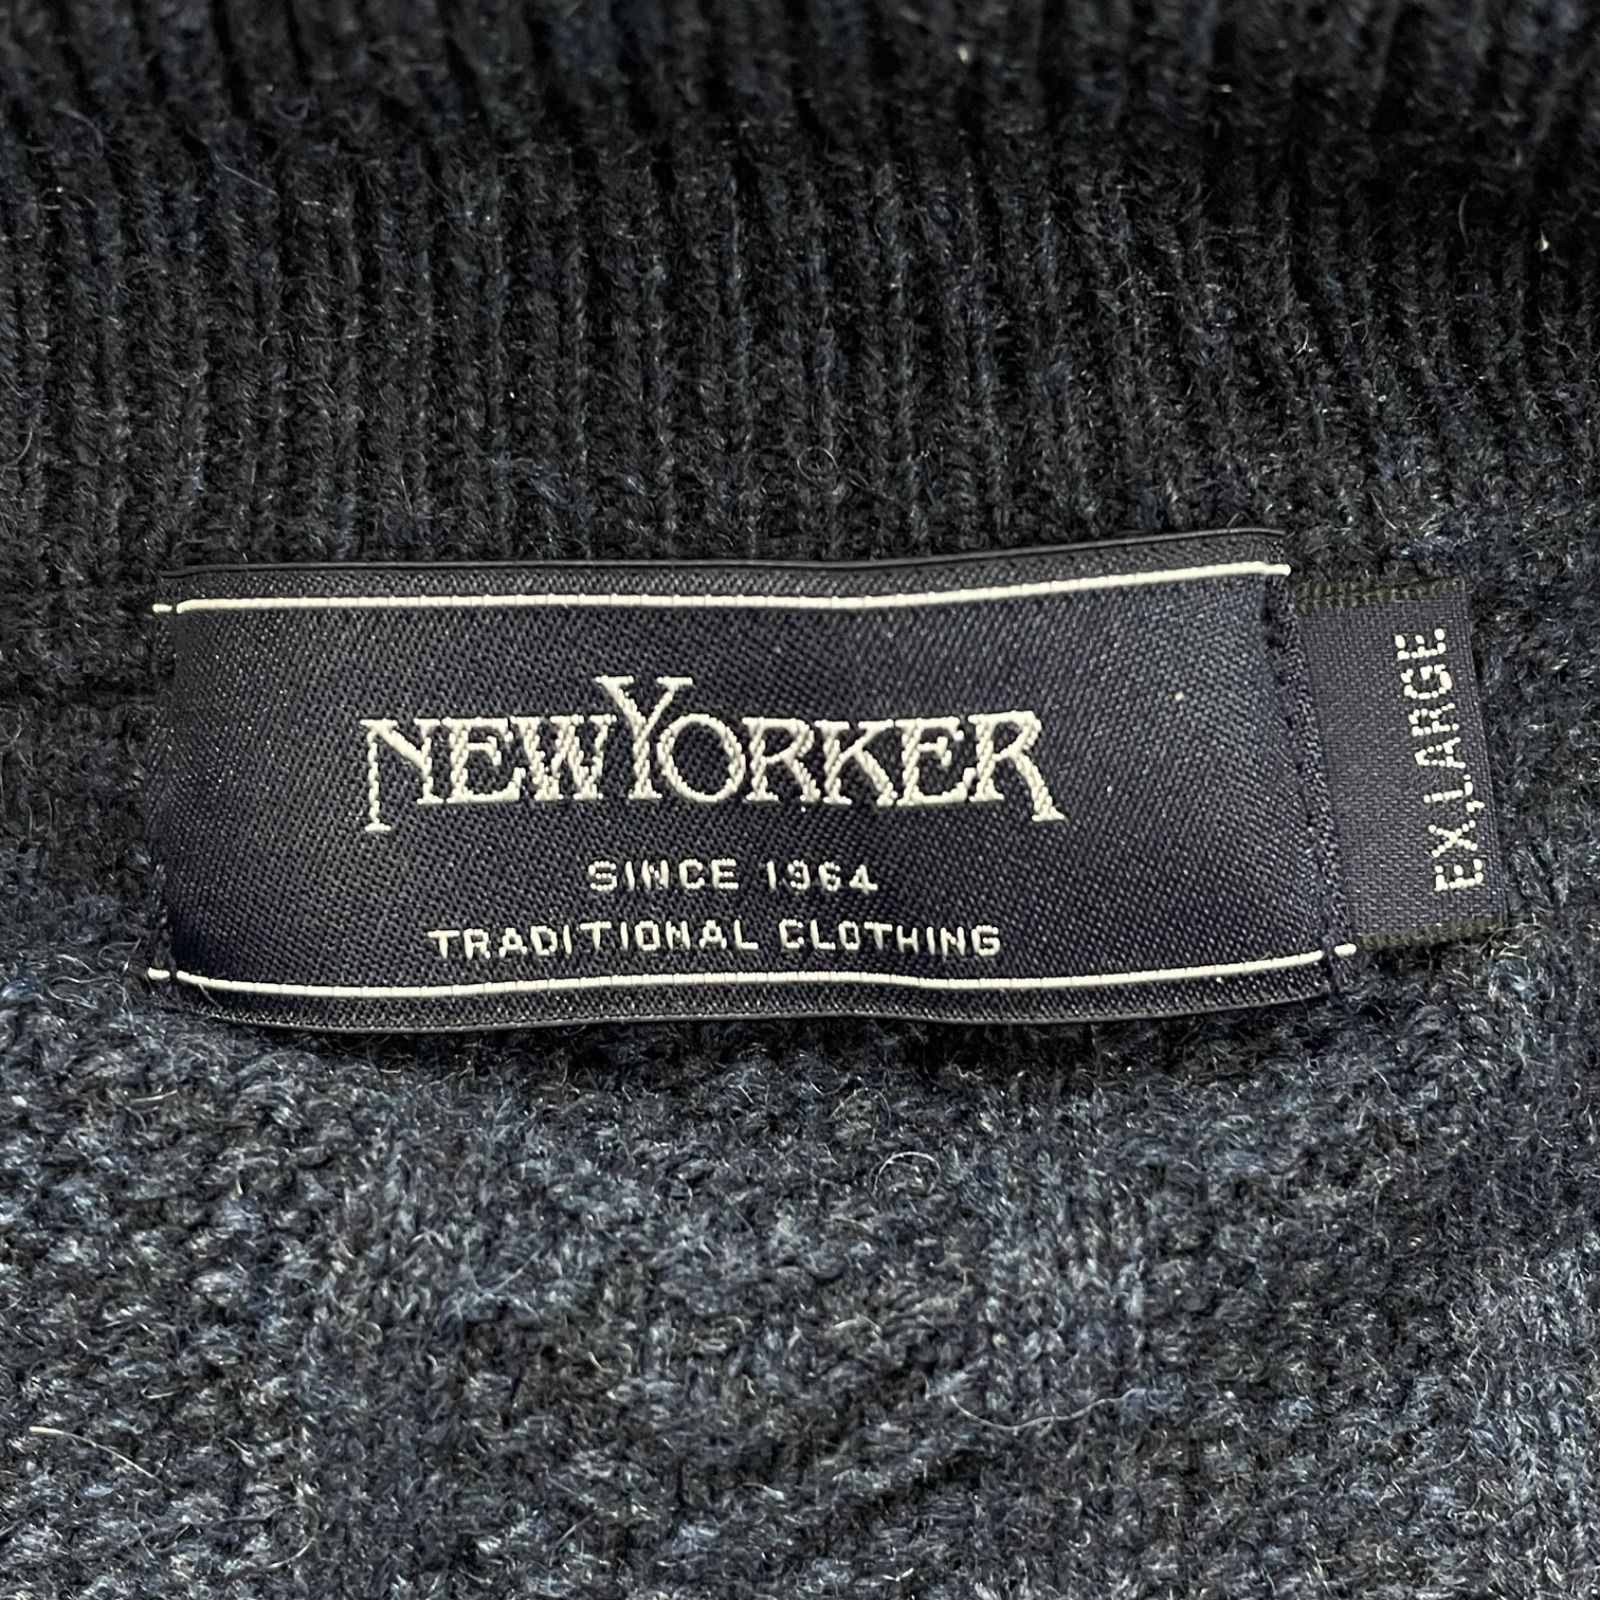 NEWYORKER
SINCE 1964
TRADITIONAL CLOTHING
EX,LARGE